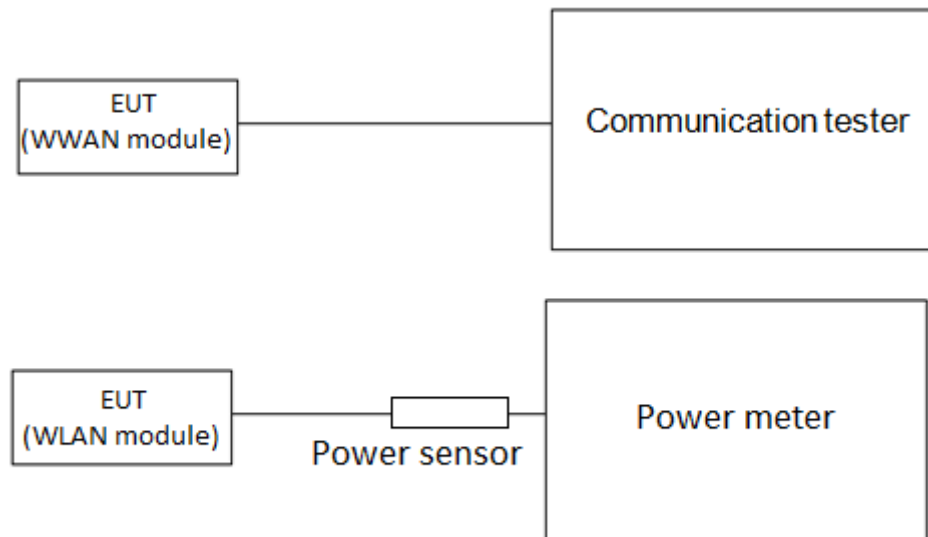 EUT
(WWAN module)
Communication tester
EUT
(WLAN module)
Power sensor
Power meter